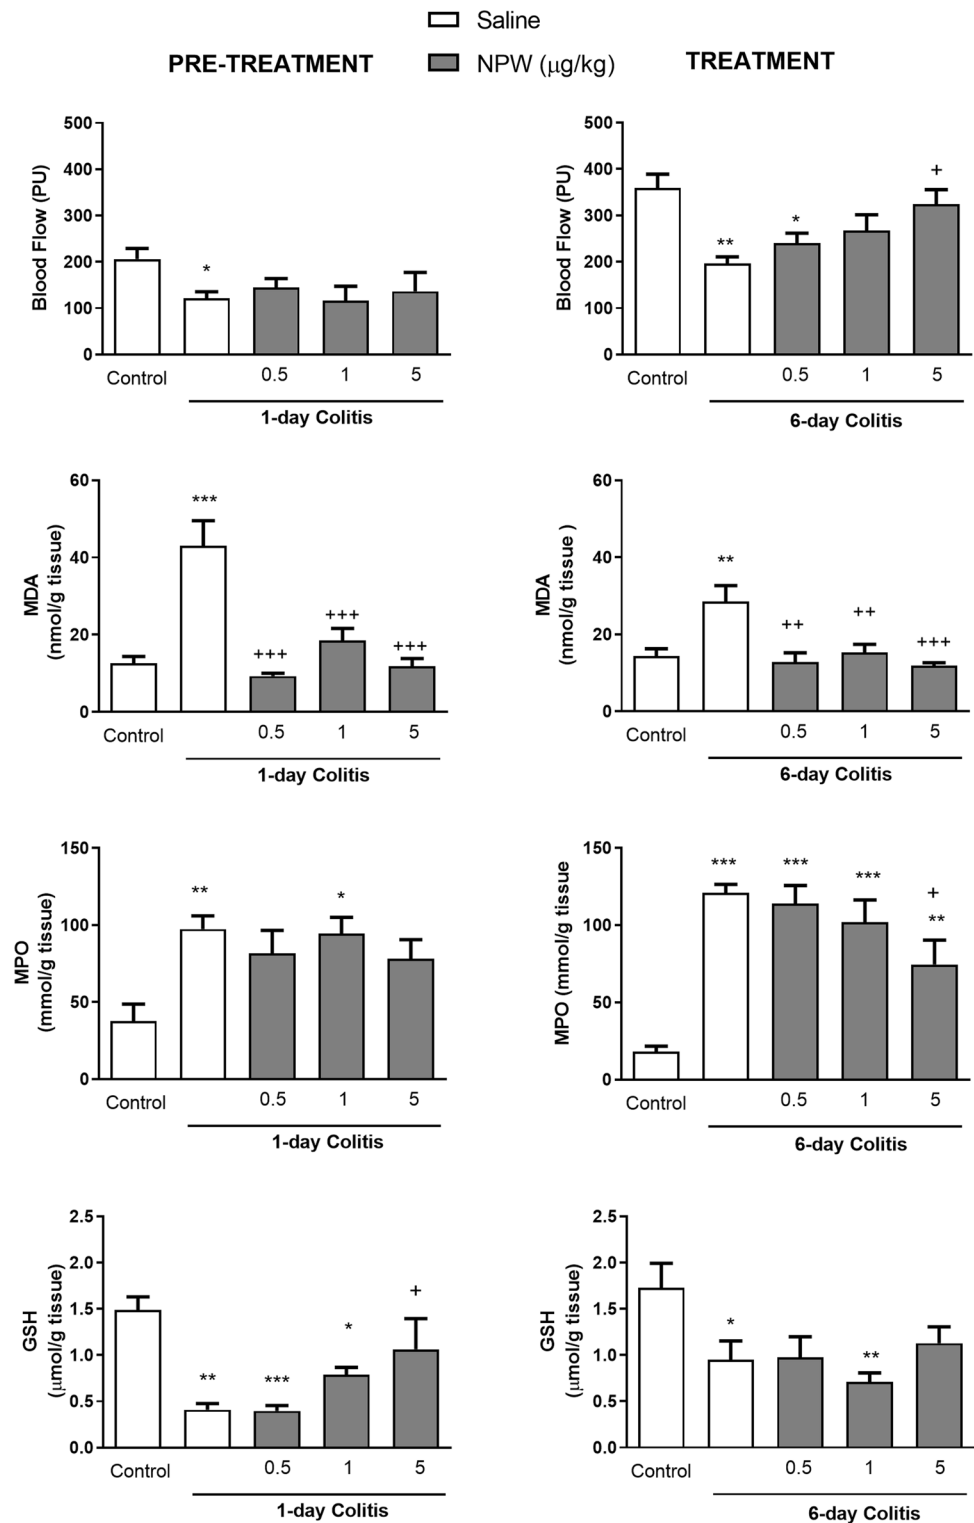 Saline
PRE-TREATMENT NPW (μg/kg) TREATMENT
Blood Flow (PU)
500
400
300
200
100
0
*
Control 0.5 1 5
1-day Colitis
Blood Flow (PU)
500
400
300
200
100
0
** * +
Control 0.5 1 5
6-day Colitis
MDA
(nmol/g tissue)
60
40
20
0
*** +++ +++ +++
Control 0.5 1 5
1-day Colitis
MDA
(nmol/g tissue )
60
40
20
0
** ++ ++ +++
Control 0.5 1 5
6-day Colitis
MPO
(mmol/g tissue)
150
100
50
0
** *
Control 0.5 1 5
1-day Colitis
MPO (mmol/g tissue
150
100
50
0
*** *** *** +
**
Control 0.5 1 5
6-day Colitis
GSH
(μmol/g tissue)
2.5
2.0
1.5
1.0
0.5
0.0
** *** * +
Control 0.5 1 5
1-day Colitis
GSH
(μmol/g tissue)
2.5
2.0
1.5
1.0
0.5
0.0
* **
Control 0.5 1 5
6-day Colitis